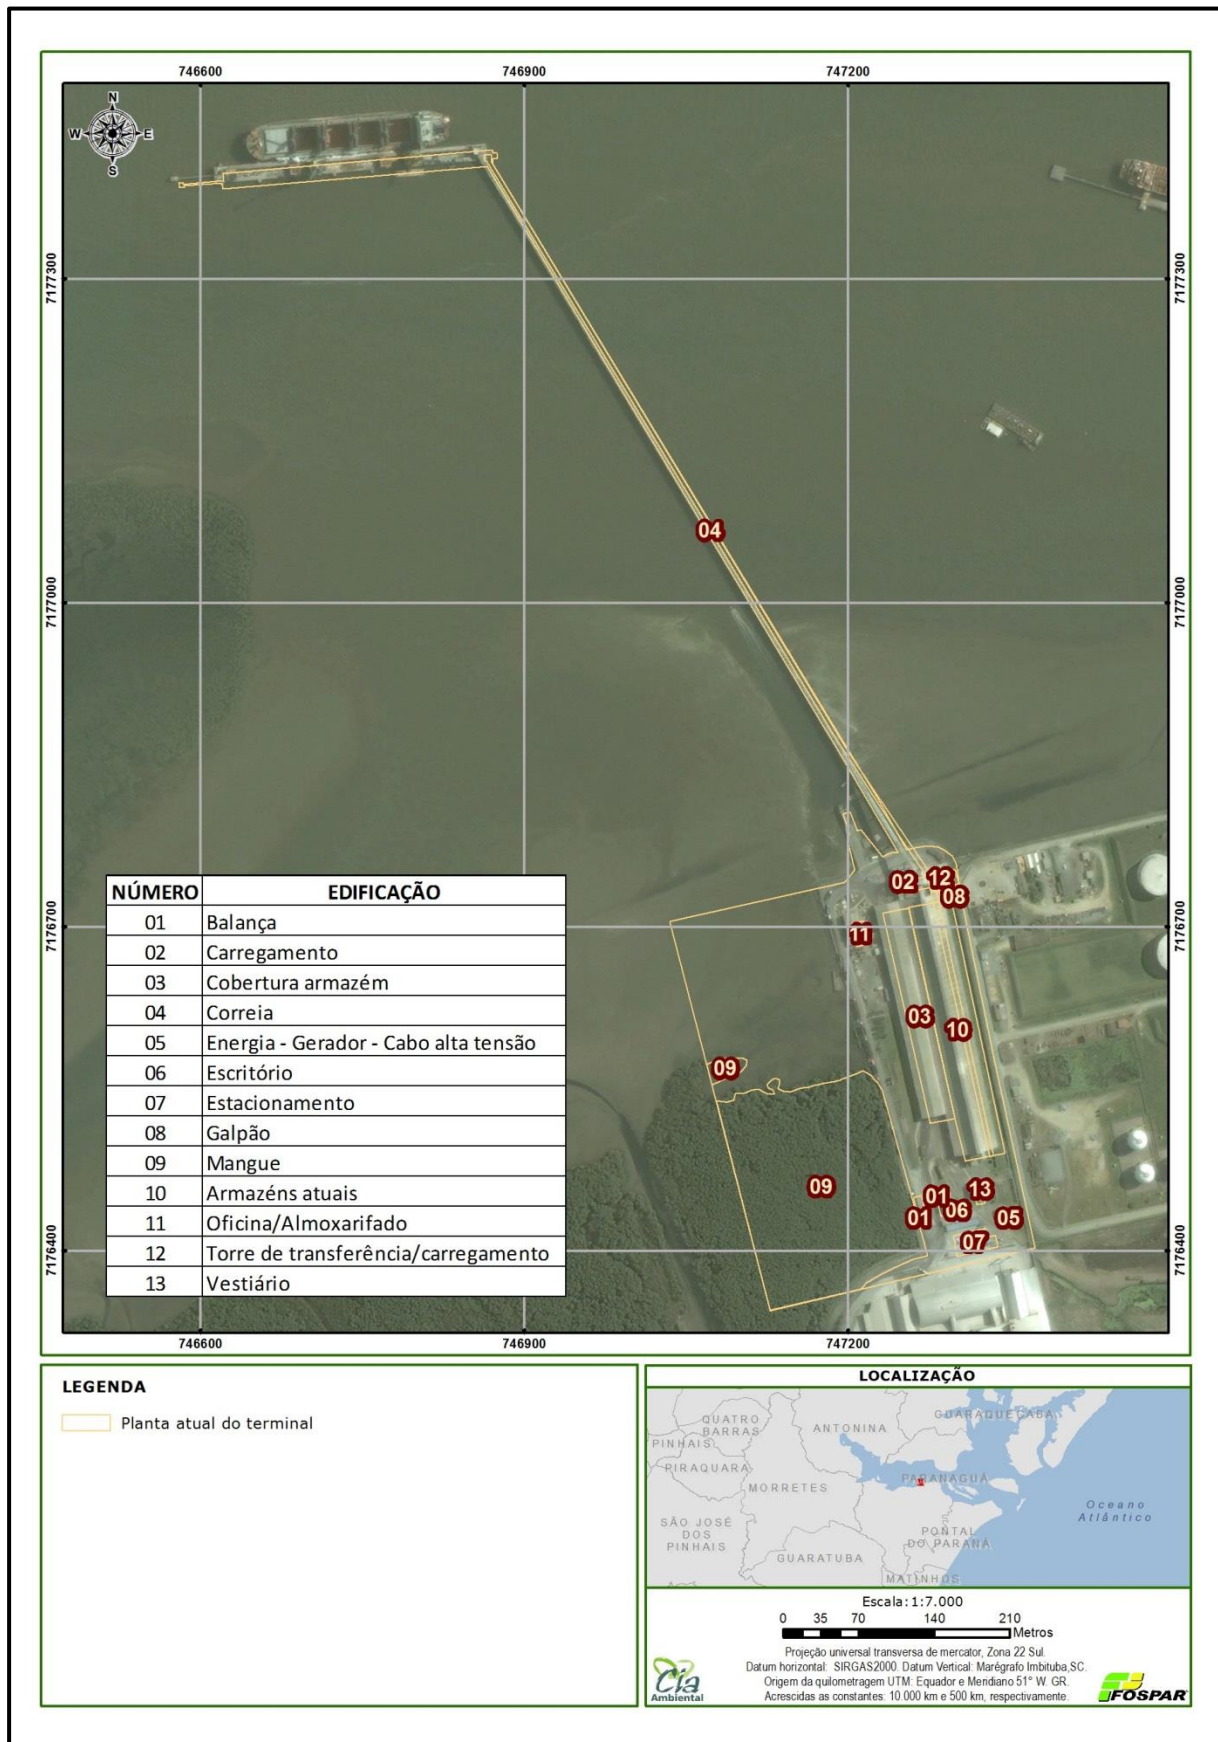 746600 746900 747200
N
W E
S
7177300 7177300
04
7177000 7177000
02 12
08
11
7176700 7176700
03
10
09
09
13
01
06
01 05
07
7176400 7176400
NÚMERO EDIFICAÇÃO
01 Balança
02 Carregamento
03 Cobertura armazém
04 Correia
05 Energia - Gerador - Cabo alta tensão
06 Escritório
07 Estacionamento
08 Galpão
09 Mangue
10 Armazéns atuais
11 Oficina/Almoxarifado
12 Torre de transferência/carregamento
13 Vestiário
746600 746900 747200
LEGENDA
Planta atual do terminal
LOCALIZAÇÃO
GUARAQUEÇABA
QUATRO
BARRAS
ANTONINA
PINHAIS
PIRAQUARA
PARANAGUÁ
MORRETES
Oceano
Atlântico
SÃO JOSÉ
DOS
PINHAIS
PONTAL
DO PARANÁ
GUARATUBA
MATINHOS
Escala: 1:7.000
0 35 70 140 210
Metros
Projeção universal transversa de mercator, Zona 22 Sul.
Datum horizontal: SIRGAS2000. Datum Vertical: Marégrafo Imbituba,SC.
Origem da quilometragem UTM: Equador e Meridiano 51° W. GR.
Acrescidas as constantes: 10.000 km e 500 km, respectivamente.
Cia
Ambiental
FOSPAR